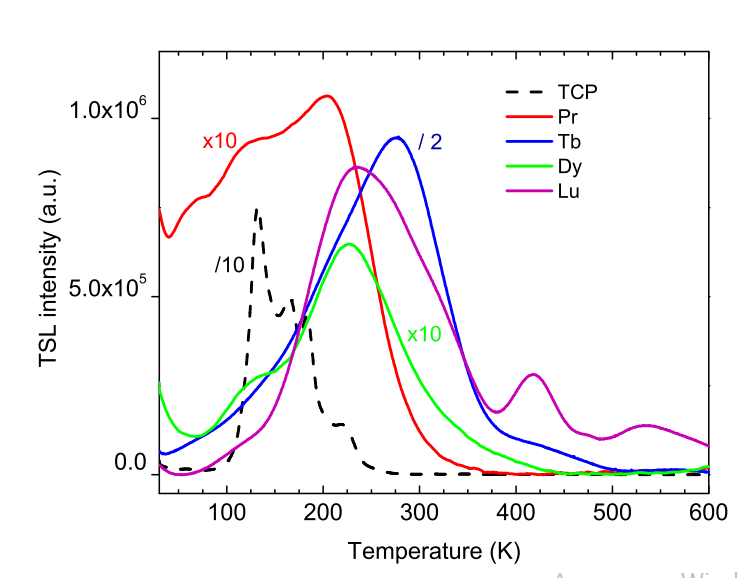 TSL intensity (a.u.)
1.0x10⁶
5.0x10⁵
0.0
x10
/ 2
/10
x10
TCP
Pr
Tb
Dy
Lu
100 200 300 400 500 600
Temperature (K)